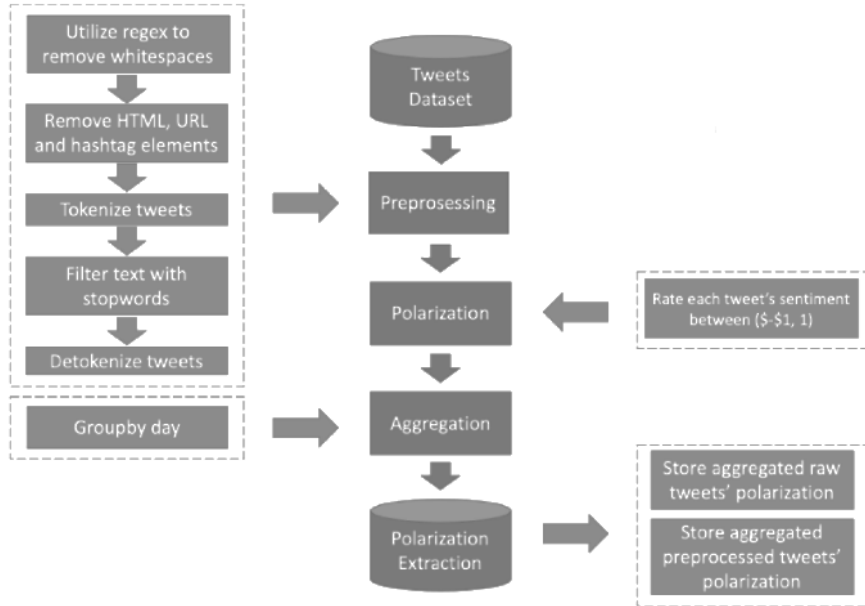 Utilize regex to
remove whitespaces
Remove HTML, URL
and hashtag elements
Tokenize tweets
Filter text with
stopwords
Detokenize tweets
Groupby day
Tweets
Dataset
Preprosessing
Polarization
Aggregation
Polarization
Extraction
Rate each tweet's sentiment
between ($-$1, 1)
Store aggregated raw
tweets' polarization
Store aggregated
preprocessed tweets'
polarization